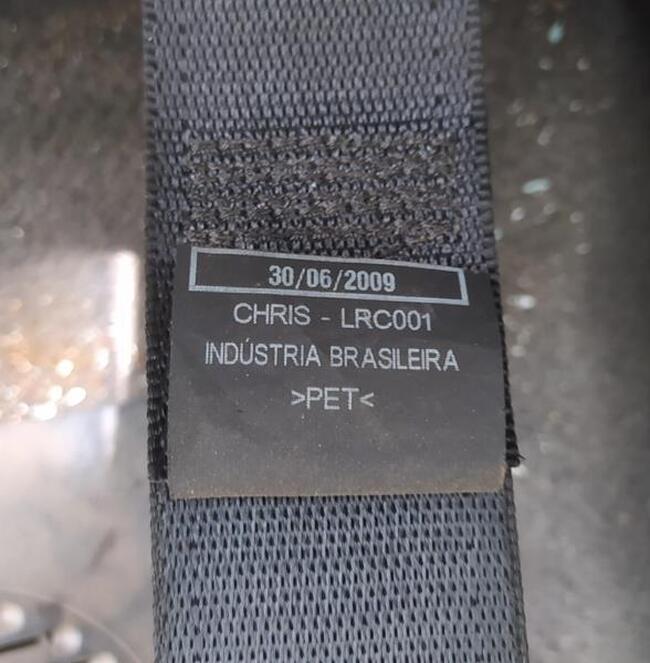 30/06/2009
CHRIS - LRC001
INDÚSTRIA BRASILEIRA
>PET<